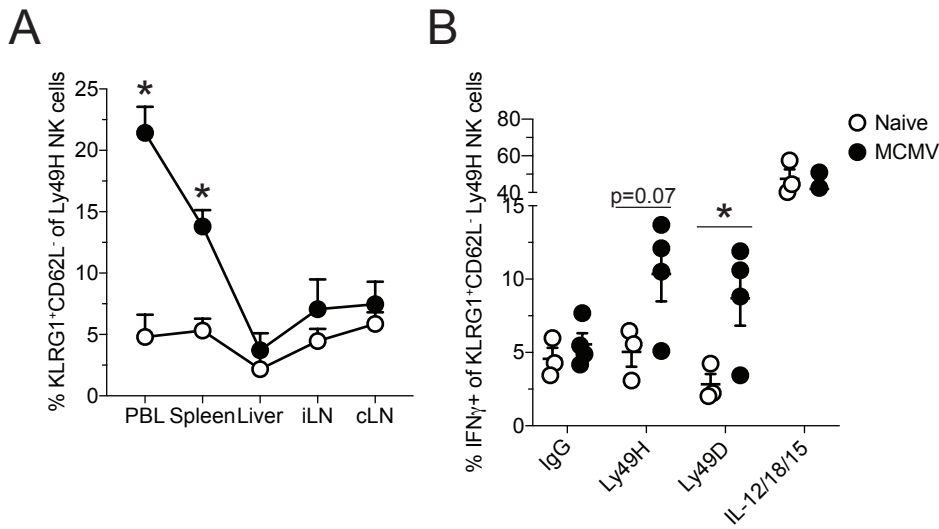 A
% KLRG1⁺CD62L⁻ of Ly49H NK cells
25
20
15
10
5
0
*
*
PBL Spleen Liver iLN cLN
B
% IFNγ+ of KLRG1⁺CD62L⁻ Ly49H NK cells
80
60
40
15
10
5
0
p=0.07
*
IgG
Ly49H
Ly49D
IL-12/18/15
Naive
MCMV